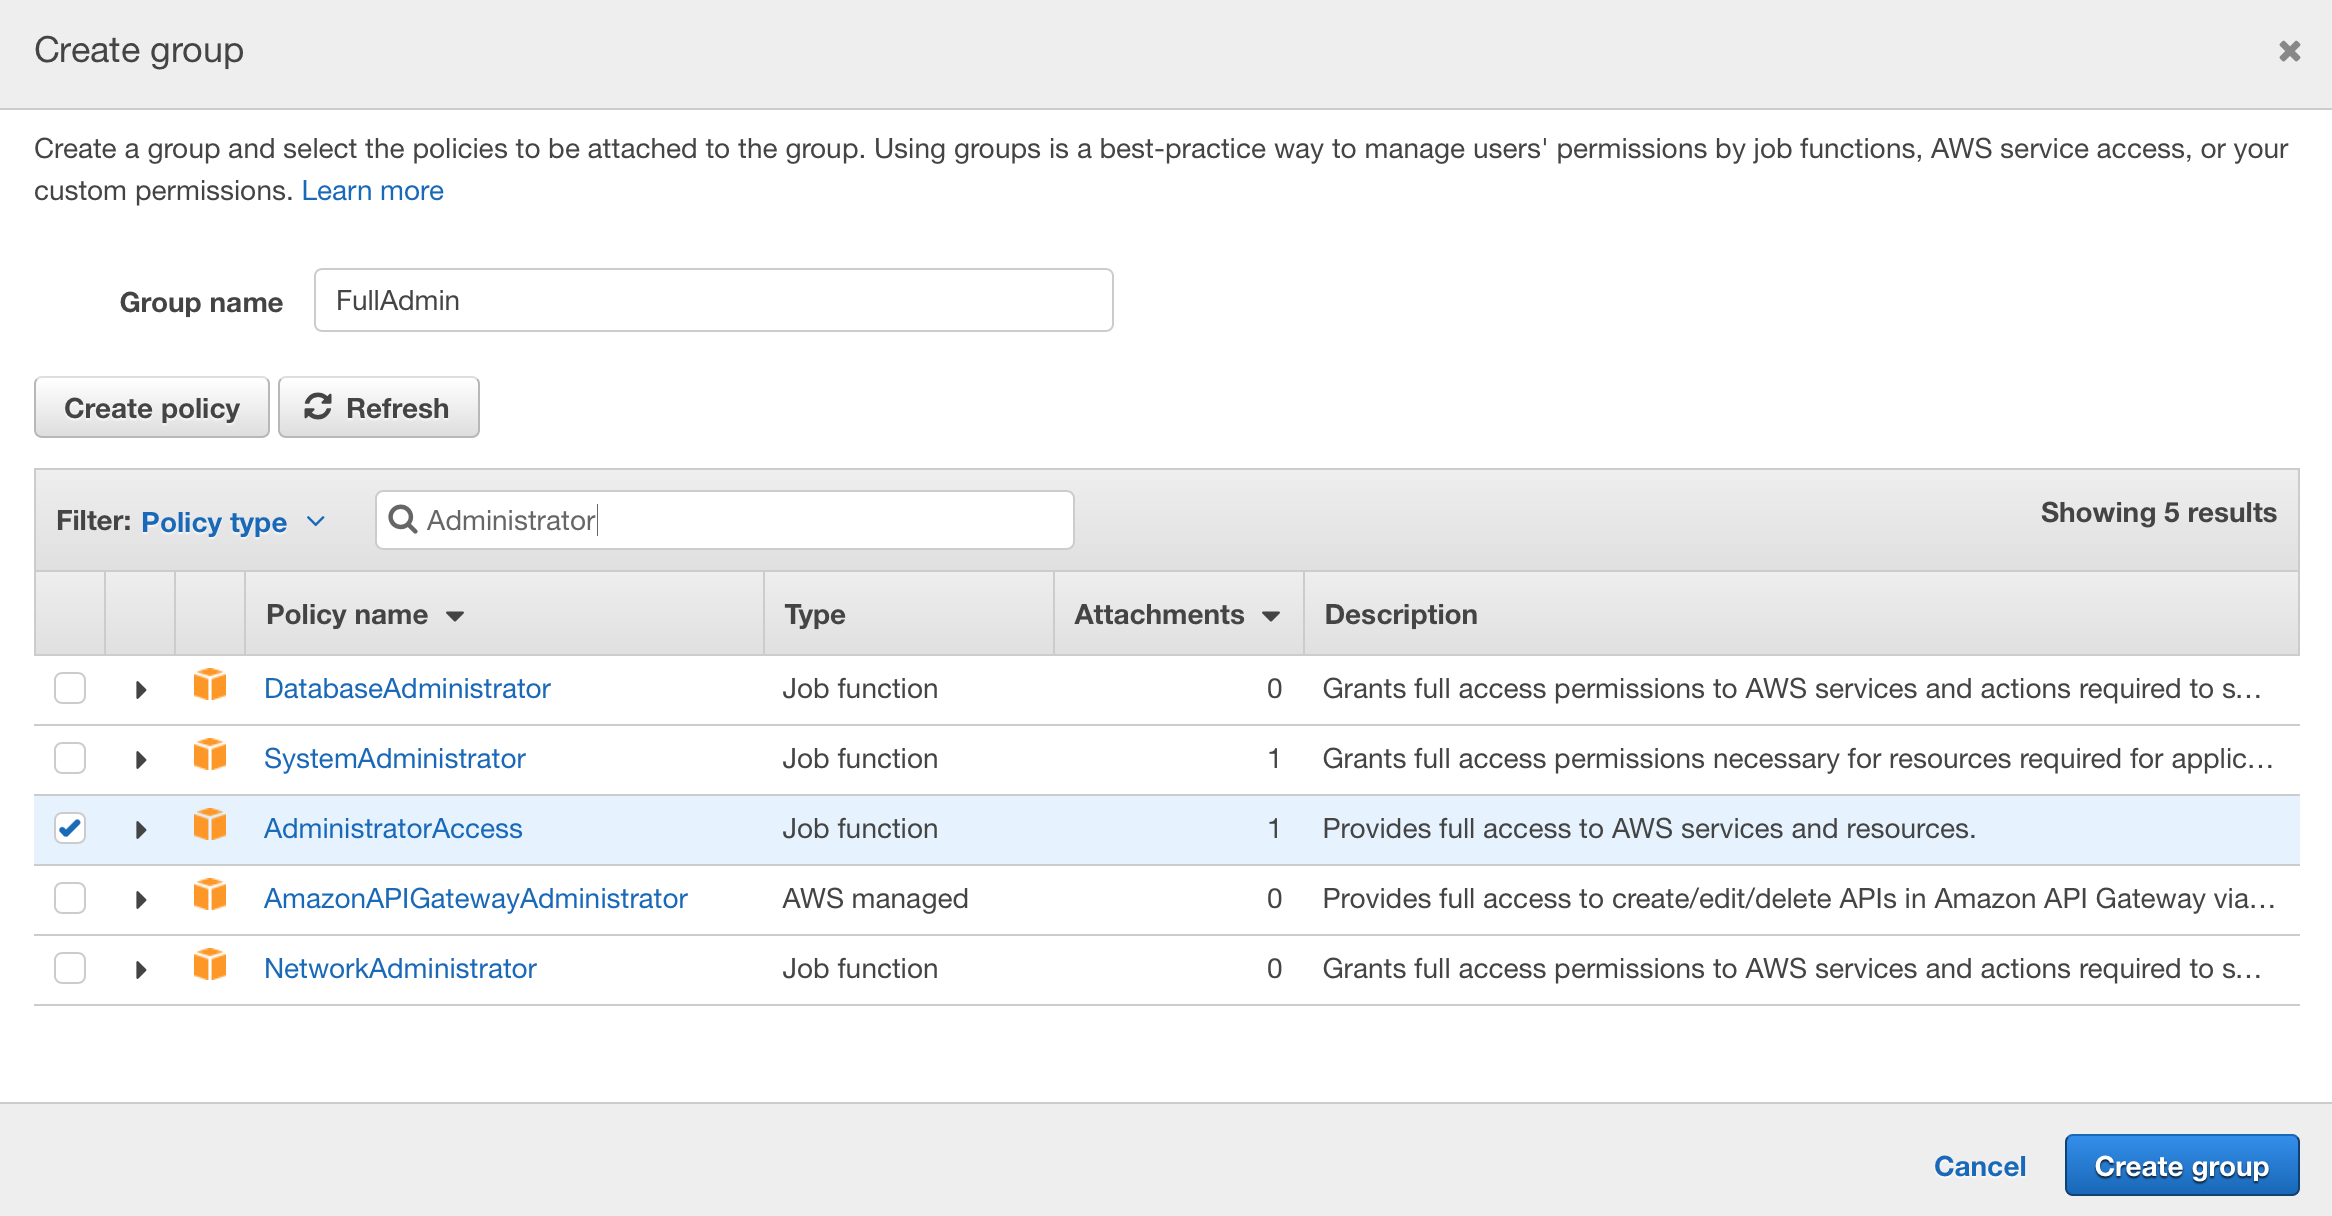 Create group
Create a group and select the policies to be attached to the group. Using groups is a best-practice way to manage users' permissions by job functions, AWS service access, or your
custom permissions. Learn more
Group name FullAdmin
Create policy Refresh
Filter: Policy type Administrator Showing 5 results
Policy name Type Attachments Description
DatabaseAdministrator Job function 0 Grants full access permissions to AWS services and actions required to s...
SystemAdministrator Job function 1 Grants full access permissions necessary for resources required for applic...
AdministratorAccess Job function 1 Provides full access to AWS services and resources.
AmazonAPIGatewayAdministrator AWS managed 0 Provides full access to create/edit/delete APIs in Amazon API Gateway via...
NetworkAdministrator Job function 0 Grants full access permissions to AWS services and actions required to s...
Cancel Create group